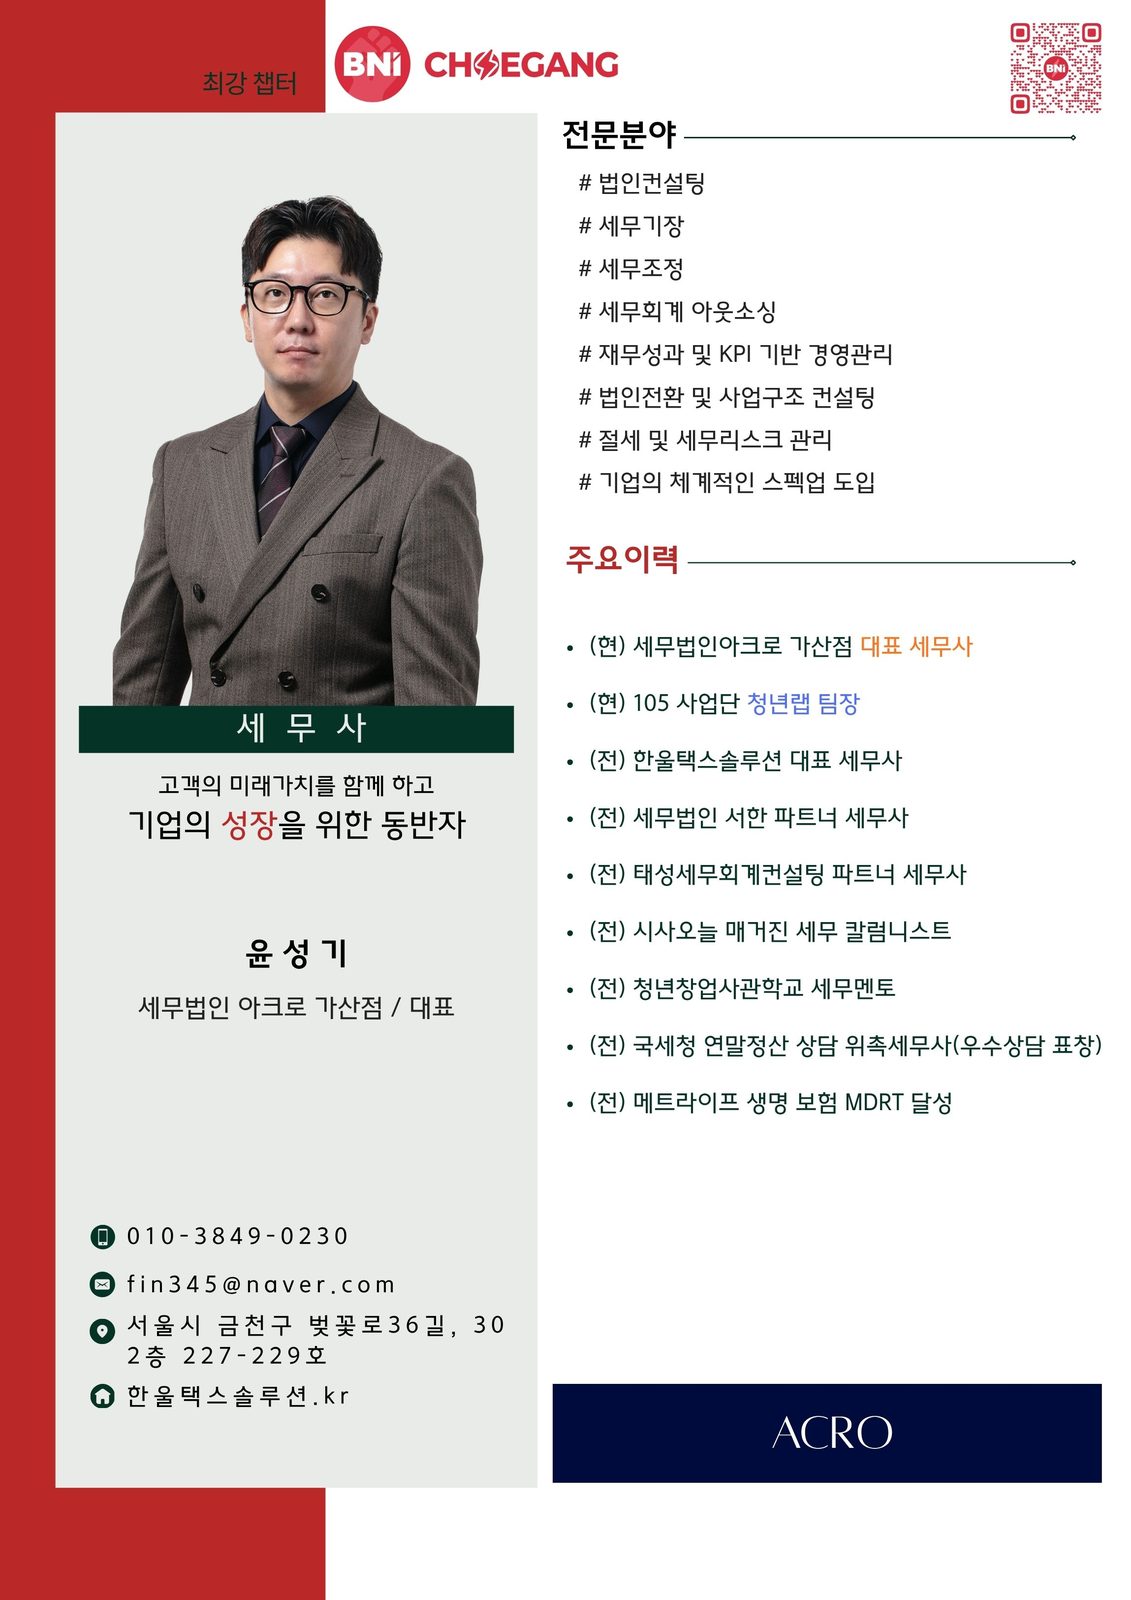 최강 챕터
BNI CHOEGANG
BNI
세 무 사
고객의 미래가치를 함께 하고
기업의 성장을 위한 동반자
윤 성 기
세무법인 아크로 가산점 / 대표
010-3849-0230
fin345@naver.com
서울시 금천구 벚꽃로36길, 30
2층 227-229호
한울택스솔루션.kr
전문분야
# 법인컨설팅
# 세무기장
# 세무조정
# 세무회계 아웃소싱
# 재무성과 및 KPI 기반 경영관리
# 법인전환 및 사업구조 컨설팅
# 절세 및 세무리스크 관리
# 기업의 체계적인 스펙업 도입
주요이력
• (현) 세무법인아크로 가산점 대표 세무사
• (현) 105 사업단 청년랩 팀장
• (전) 한울택스솔루션 대표 세무사
• (전) 세무법인 서한 파트너 세무사
• (전) 태성세무회계컨설팅 파트너 세무사
• (전) 시사오늘 매거진 세무 칼럼니스트
• (전) 청년창업사관학교 세무멘토
• (전) 국세청 연말정산 상담 위촉세무사(우수상담 표창)
• (전) 메트라이프 생명 보험 MDRT 달성
ACRO